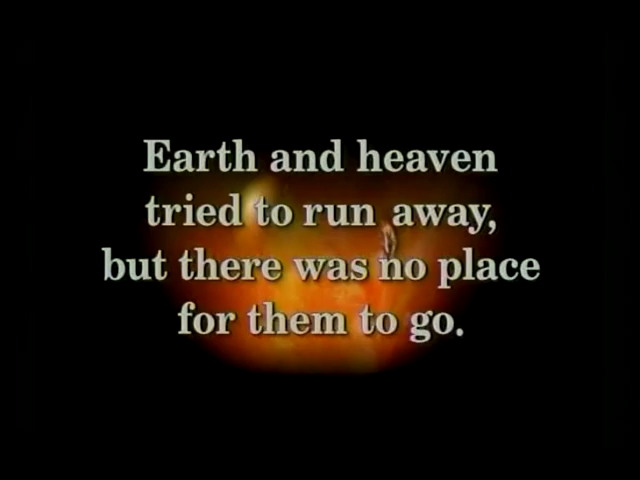 Earth and heaven
tried to run away,
but there was no place
for them to go.